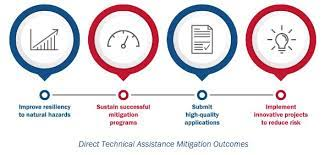 Improve resiliency
to natural hazards
Sustain successful
mitigation
programs
Submit
high-quality
applications
Implement
innovative projects
to reduce risk
Direct Technical Assistance Mitigation Outcomes